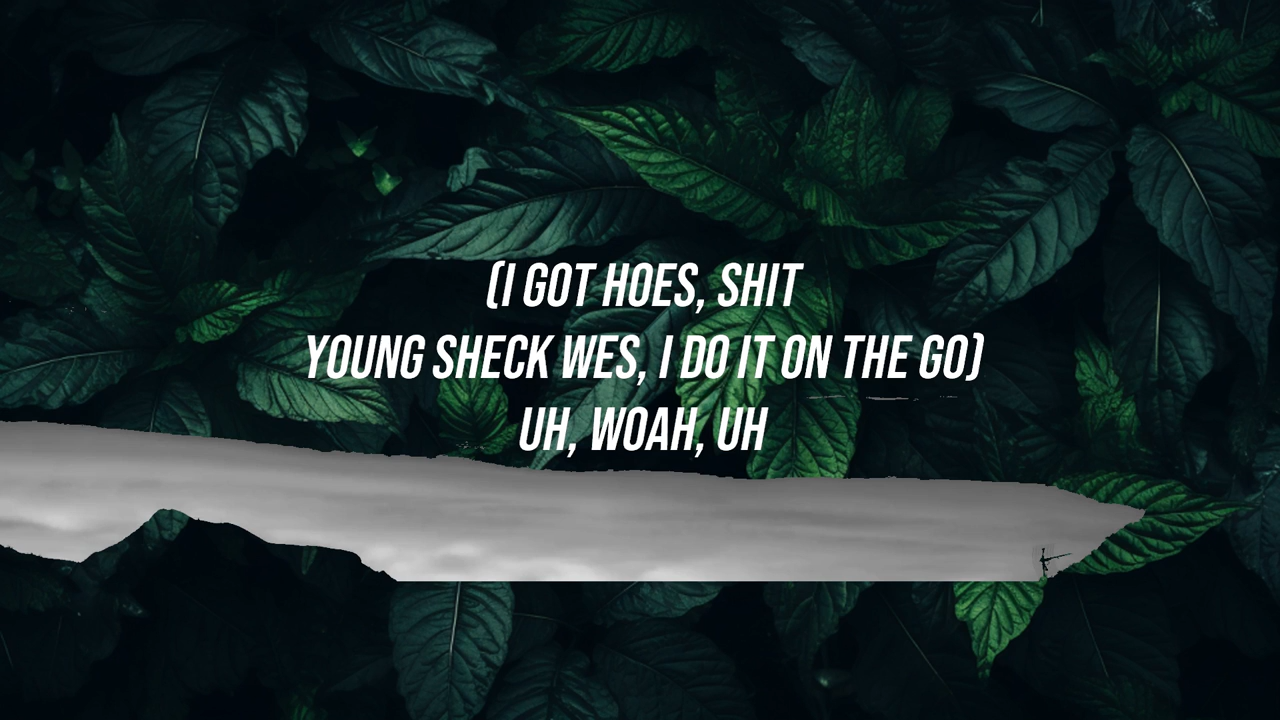 (I GOT HOES, SHIT
YOUNG SHECK WES, I DO IT ON THE GO)
UH, WOAH, UH